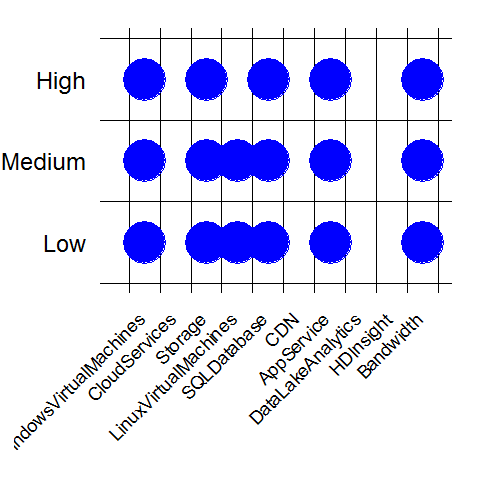 High
Medium
Low
ndowsVirtualMachines
CloudServices
Storage
LinuxVirtualMachines
SQLDatabase
CDN
AppService
DataLakeAnalytics
HDInsight
Bandwidth